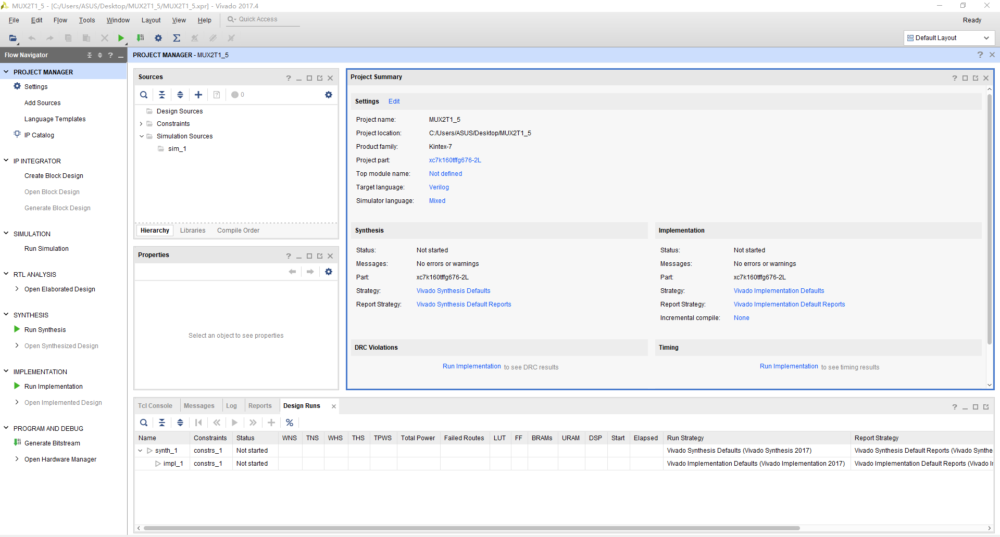 MUX2T1_5 - [C:/Users/ASUS/Desktop/MUX2T1_5/MUX2T1_5.xpr] - Vivado 2017.4
File Edit Flow Tools Window Layout View Help Quick Access Ready
Default Layout
Flow Navigator
PROJECT MANAGER
Settings
Add Sources
Language Templates
IP Catalog
IP INTEGRATOR
Create Block Design
Open Block Design
Generate Block Design
SIMULATION
Run Simulation
RTL ANALYSIS
Open Elaborated Design
SYNTHESIS
Run Synthesis
Open Synthesized Design
IMPLEMENTATION
Run Implementation
Open Implemented Design
PROGRAM AND DEBUG
Generate Bitstream
Open Hardware Manager
PROJECT MANAGER - MUX2T1_5
Sources
0
Design Sources
Constraints
Simulation Sources
sim_1
Hierarchy Libraries Compile Order
Properties
Select an object to see properties
Project Summary
Settings Edit
Project name: MUX2T1_5
Project location: C:/Users/ASUS/Desktop/MUX2T1_5
Product family: Kintex-7
Project part: xc7k160tffg676-2L
Top module name: Not defined
Target language: Verilog
Simulator language: Mixed
Synthesis
Status: Not started
Messages: No errors or warnings
Part: xc7k160tffg676-2L
Strategy: Vivado Synthesis Defaults
Report Strategy: Vivado Synthesis Default Reports
Implementation
Status: Not started
Messages: No errors or warnings
Part: xc7k160tffg676-2L
Strategy: Vivado Implementation Defaults
Report Strategy: Vivado Implementation Default Reports
Incremental compile: None
DRC Violations
Run Implementation to see DRC results
Timing
Run Implementation to see timing results
Tcl Console Messages Log Reports Design Runs
Name Constraints Status WNS TNS WHS THS TPWS Total Power Failed Routes LUT FF BRAMs URAM DSP Start Elapsed Run Strategy Report Strategy
synth_1 constrs_1 Not started Vivado Synthesis Defaults (Vivado Synthesis 2017) Vivado Synthesis Default Reports (Vivado Synthe
impl_1 constrs_1 Not started Vivado Implementation Defaults (Vivado Implementation 2017) Vivado Implementation Default Reports (Vivado I